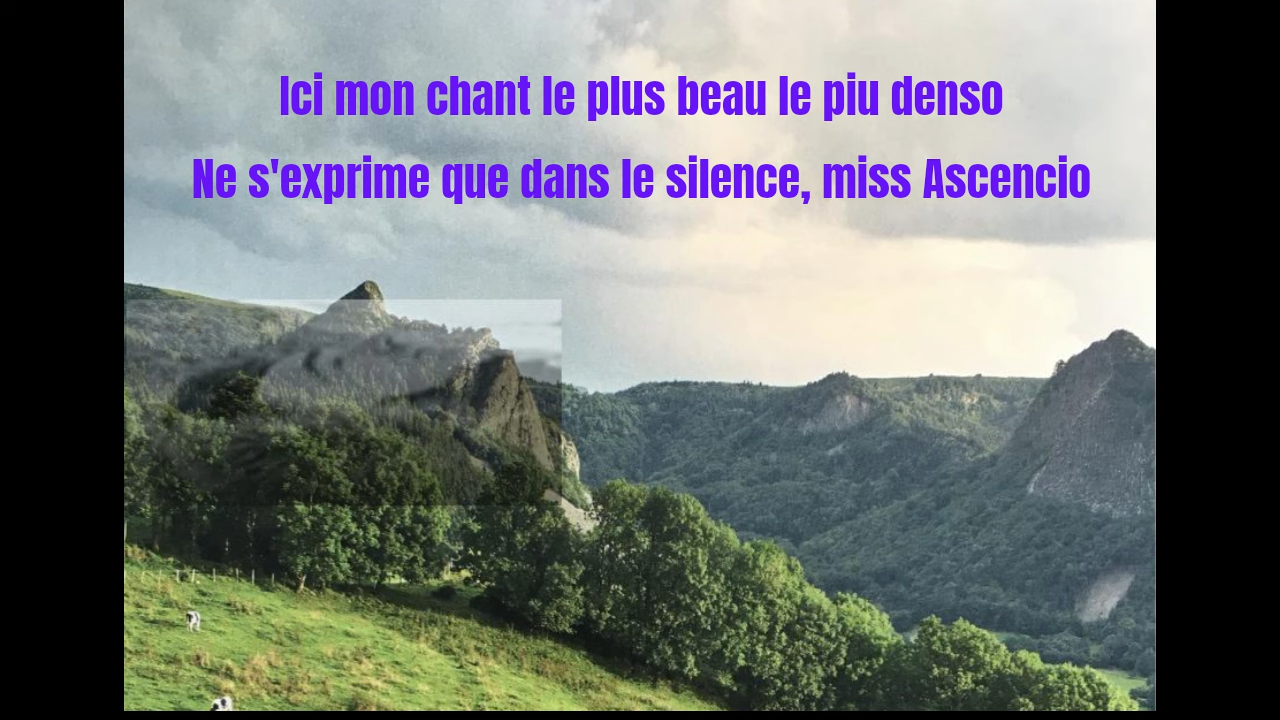 Ici mon chant le plus beau le piu denso
Ne s'exprime que dans le silence, miss Ascencio